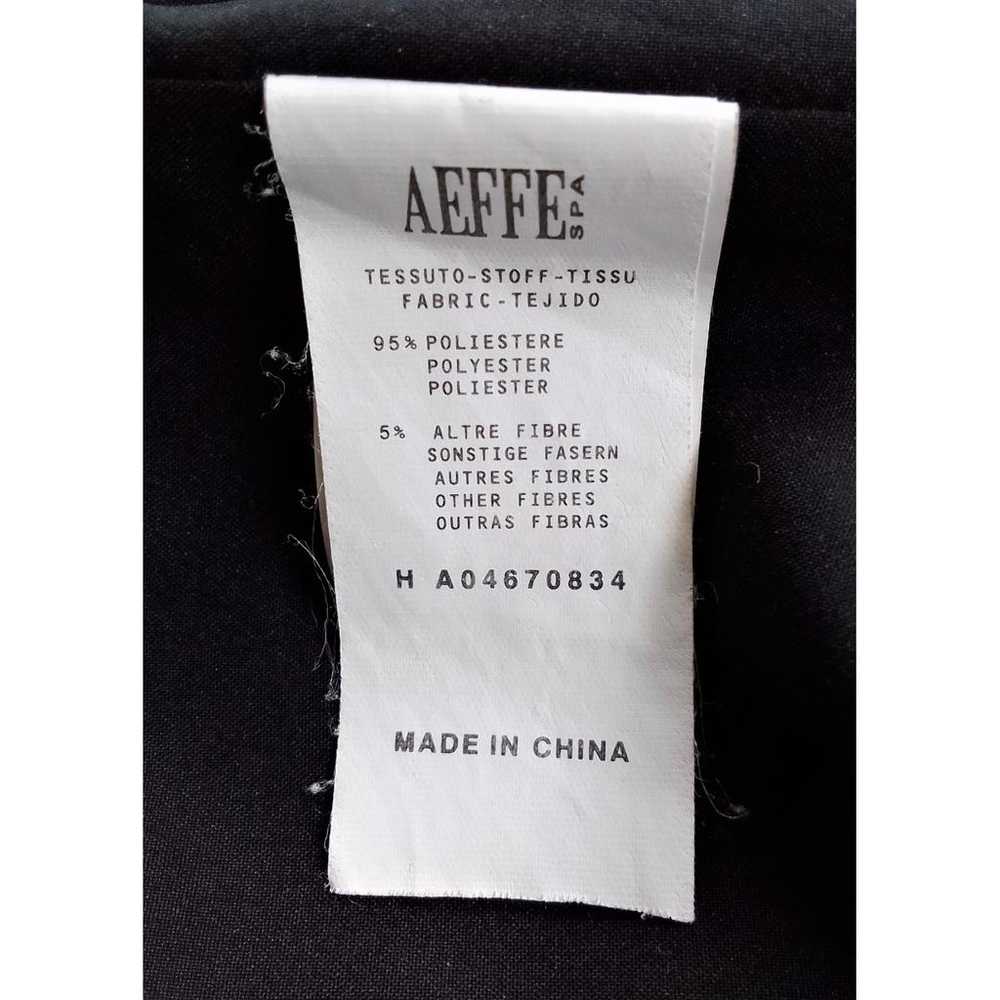 AEFFE SPA
TESSUTO-STOFF-TISSU
FABRIC-TEJIDO
95% POLIESTERE
POLYESTER
POLIESTER
5% ALTRE FIBRE
SONSTIGE FASERN
AUTRES FIBRES
OTHER FIBRES
OUTRAS FIBRAS
H A04670834
MADE IN CHINA